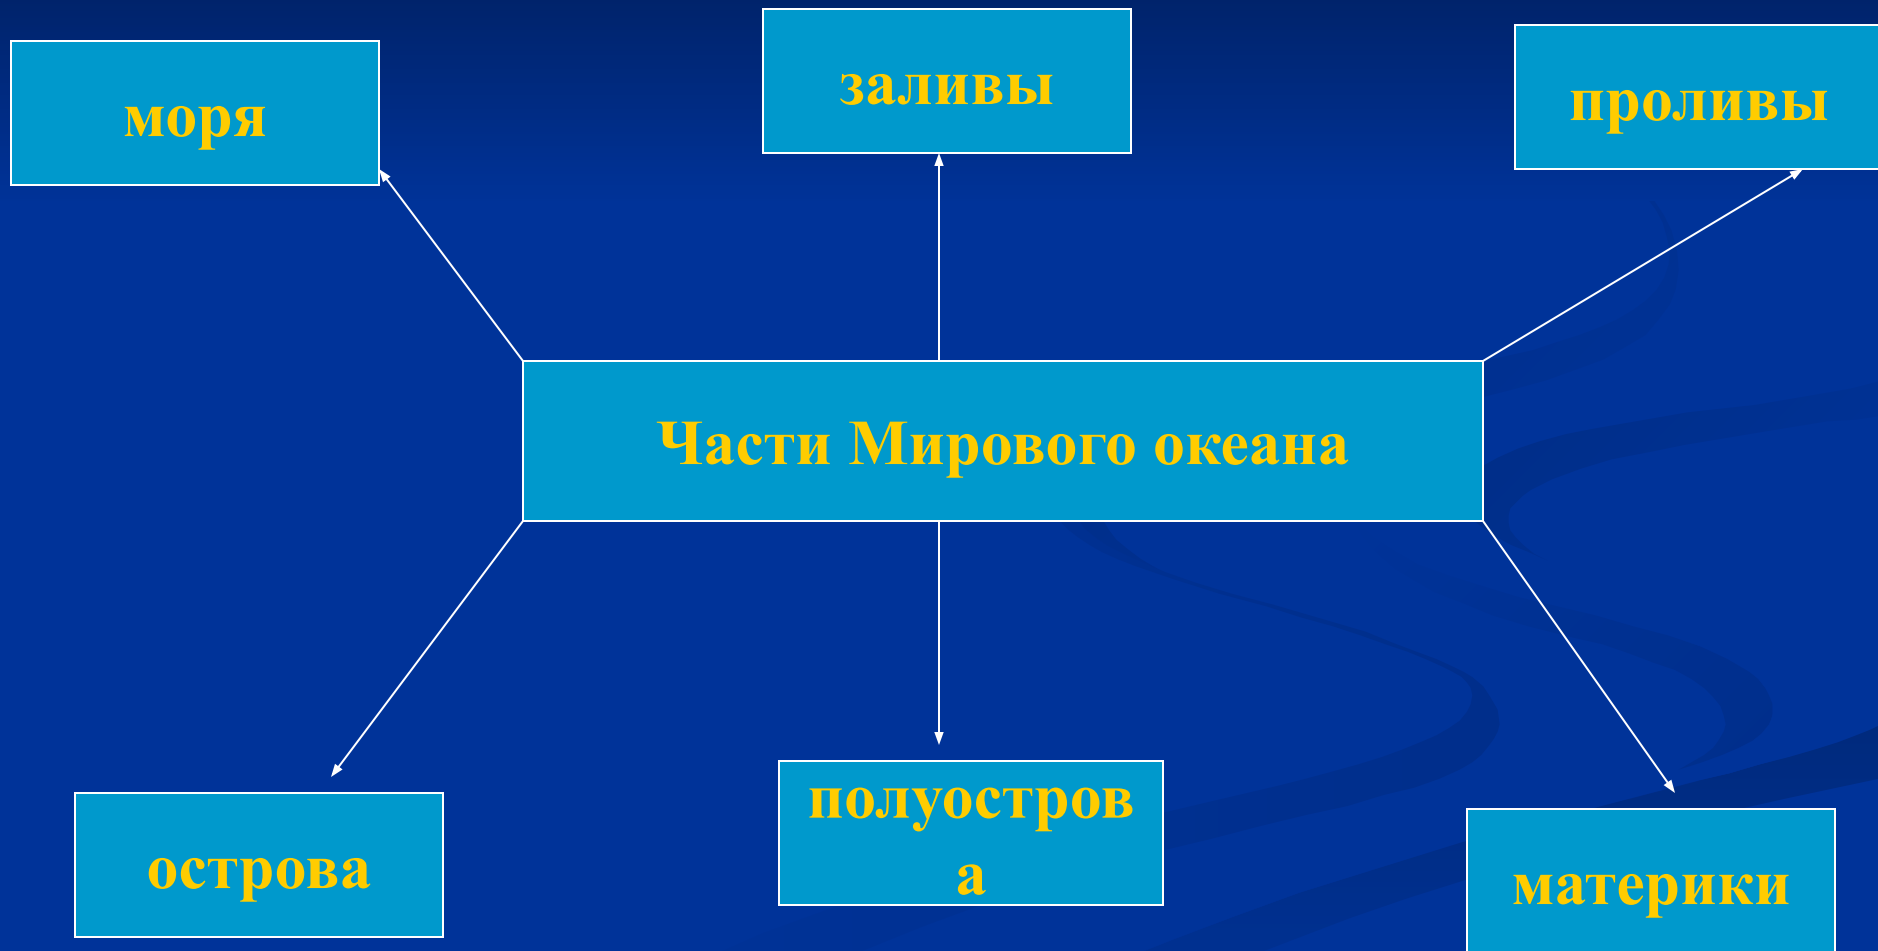 моря
заливы
проливы
Части Мирового океана
острова
полуостров
а
материки